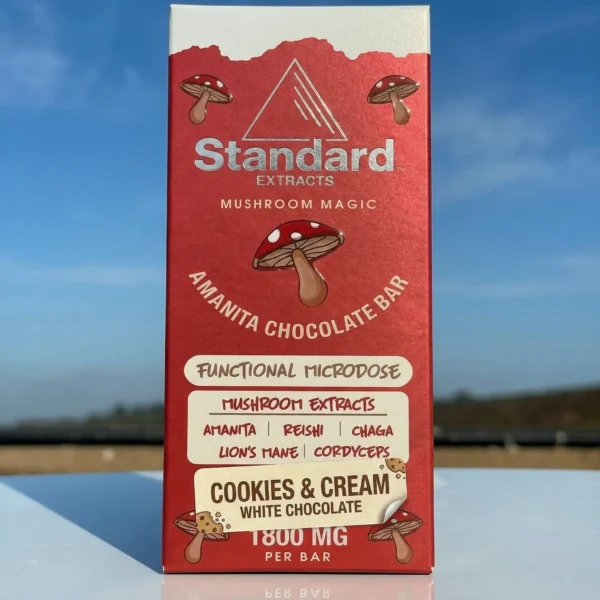 Standard
EXTRACTS
MUSHROOM MAGIC
AMANITA CHOCOLATE BAR
FUNCTIONAL MICRODOSE
MUSHROOM EXTRACTS
AMANITA | REISHI | CHAGA
LION'S MANE | CORDYCEPS
COOKIES & CREAM
WHITE CHOCOLATE
1800 MG
PER BAR